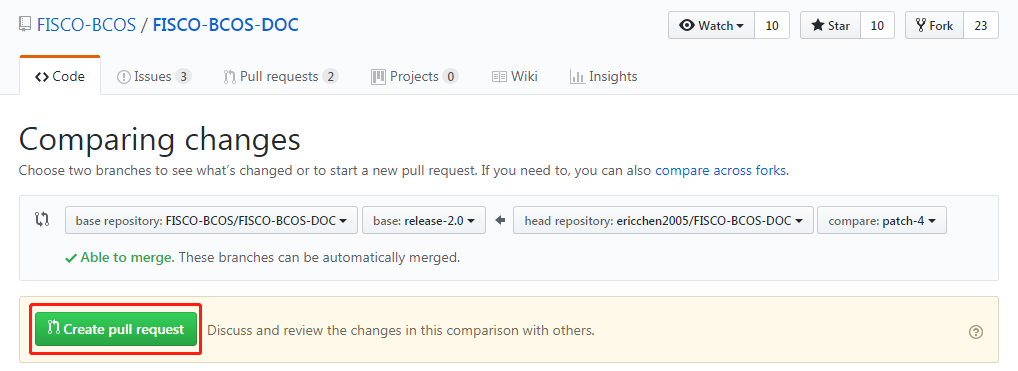 FISCO-BCOS / FISCO-BCOS-DOC Watch 10 Star 10 Fork 23
Code Issues 3 Pull requests 2 Projects 0 Wiki Insights
Comparing changes
Choose two branches to see what's changed or to start a new pull request. If you need to, you can also compare across forks.
base repository: FISCO-BCOS/FISCO-BCOS-DOC base: release-2.0 head repository: ericchen2005/FISCO-BCOS-DOC compare: patch-4
Able to merge. These branches can be automatically merged.
Create pull request Discuss and review the changes in this comparison with others.